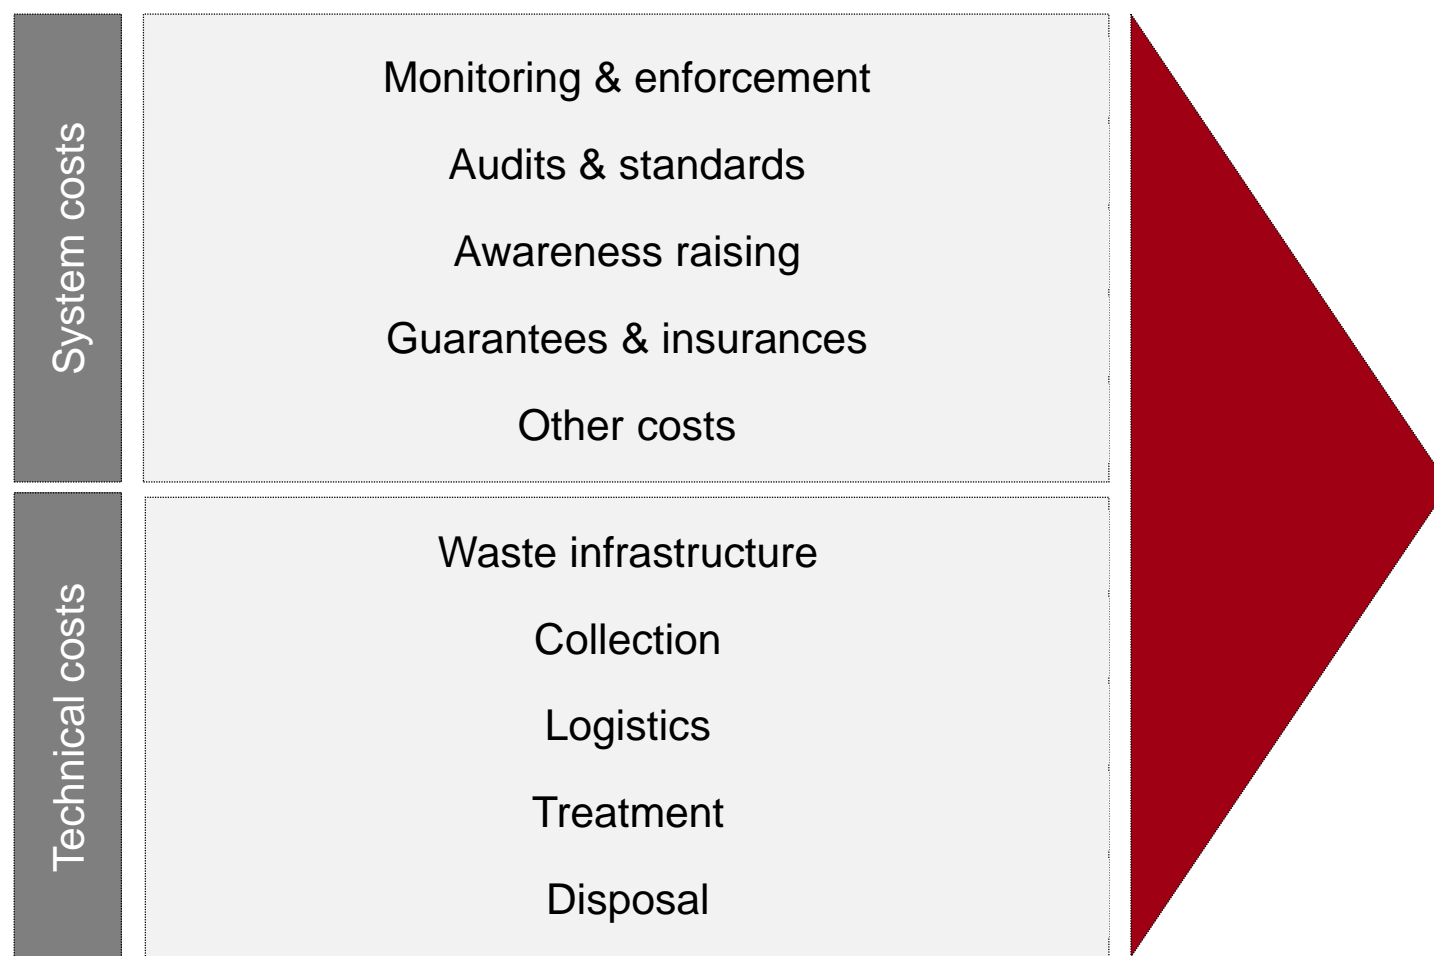 System costs
Monitoring & enforcement
Audits & standards
Awareness raising
Guarantees & insurances
Other costs
Technical costs
Waste infrastructure
Collection
Logistics
Treatment
Disposal